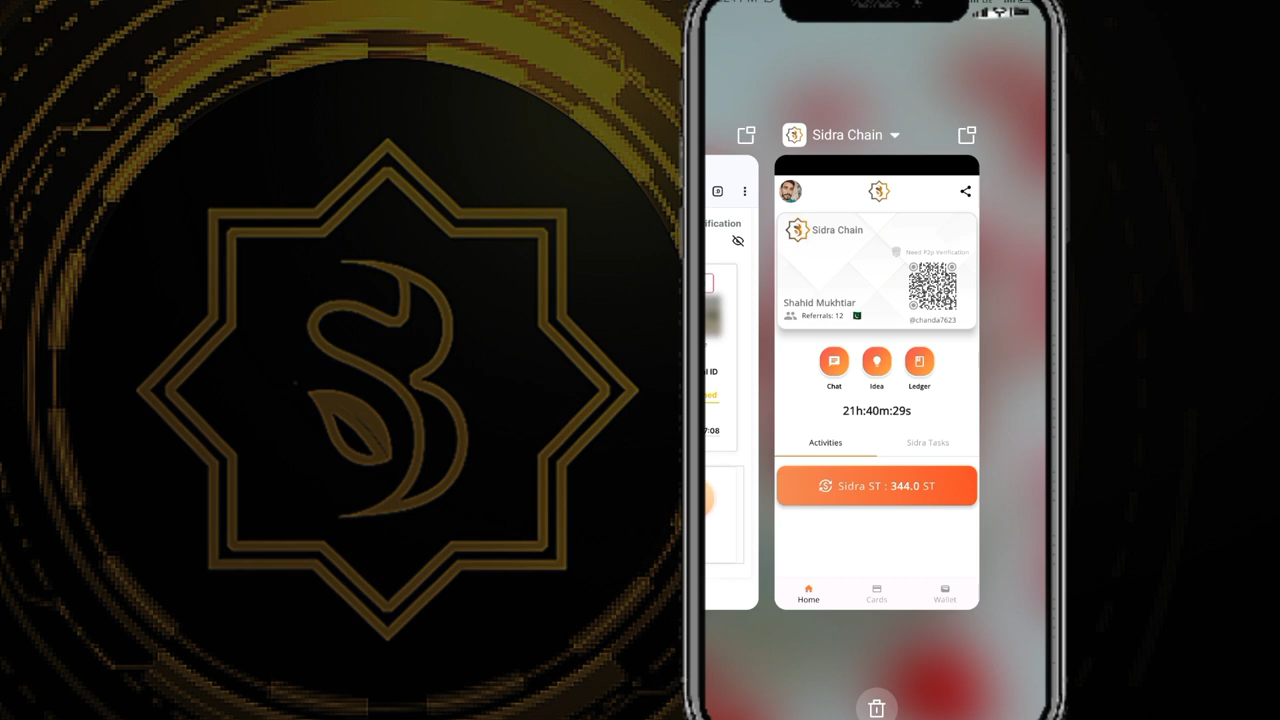 Sidra Chain
ification
Sidra Chain
Need P2p Verification
Shahid Mukhtiar
Referrals: 12
@chanda7623
l ID
7:08
Chat
Idea
Ledger
21h:40m:29s
Activities
Sidra Tasks
Sidra ST : 344.0 ST
Home
Cards
Wallet